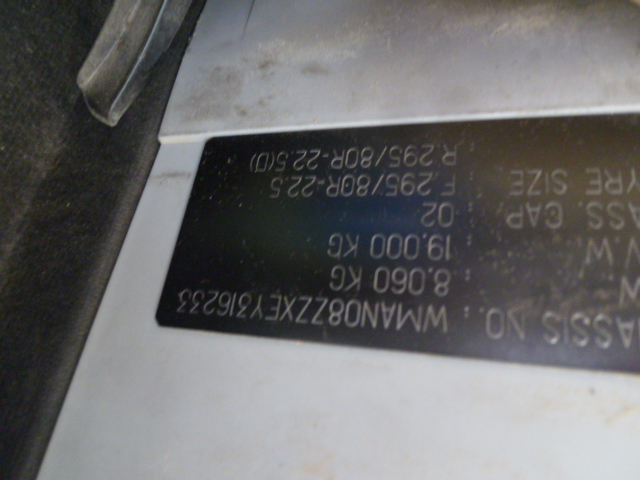 HASSIS NO. : WMAN08ZZXEY316233
W. : 8.060 KG
V.W. : 19.000 KG
ASS. CAP : 02
YRE SIZE : F.295/80R-22.5
R.295/80R-22.5(D)